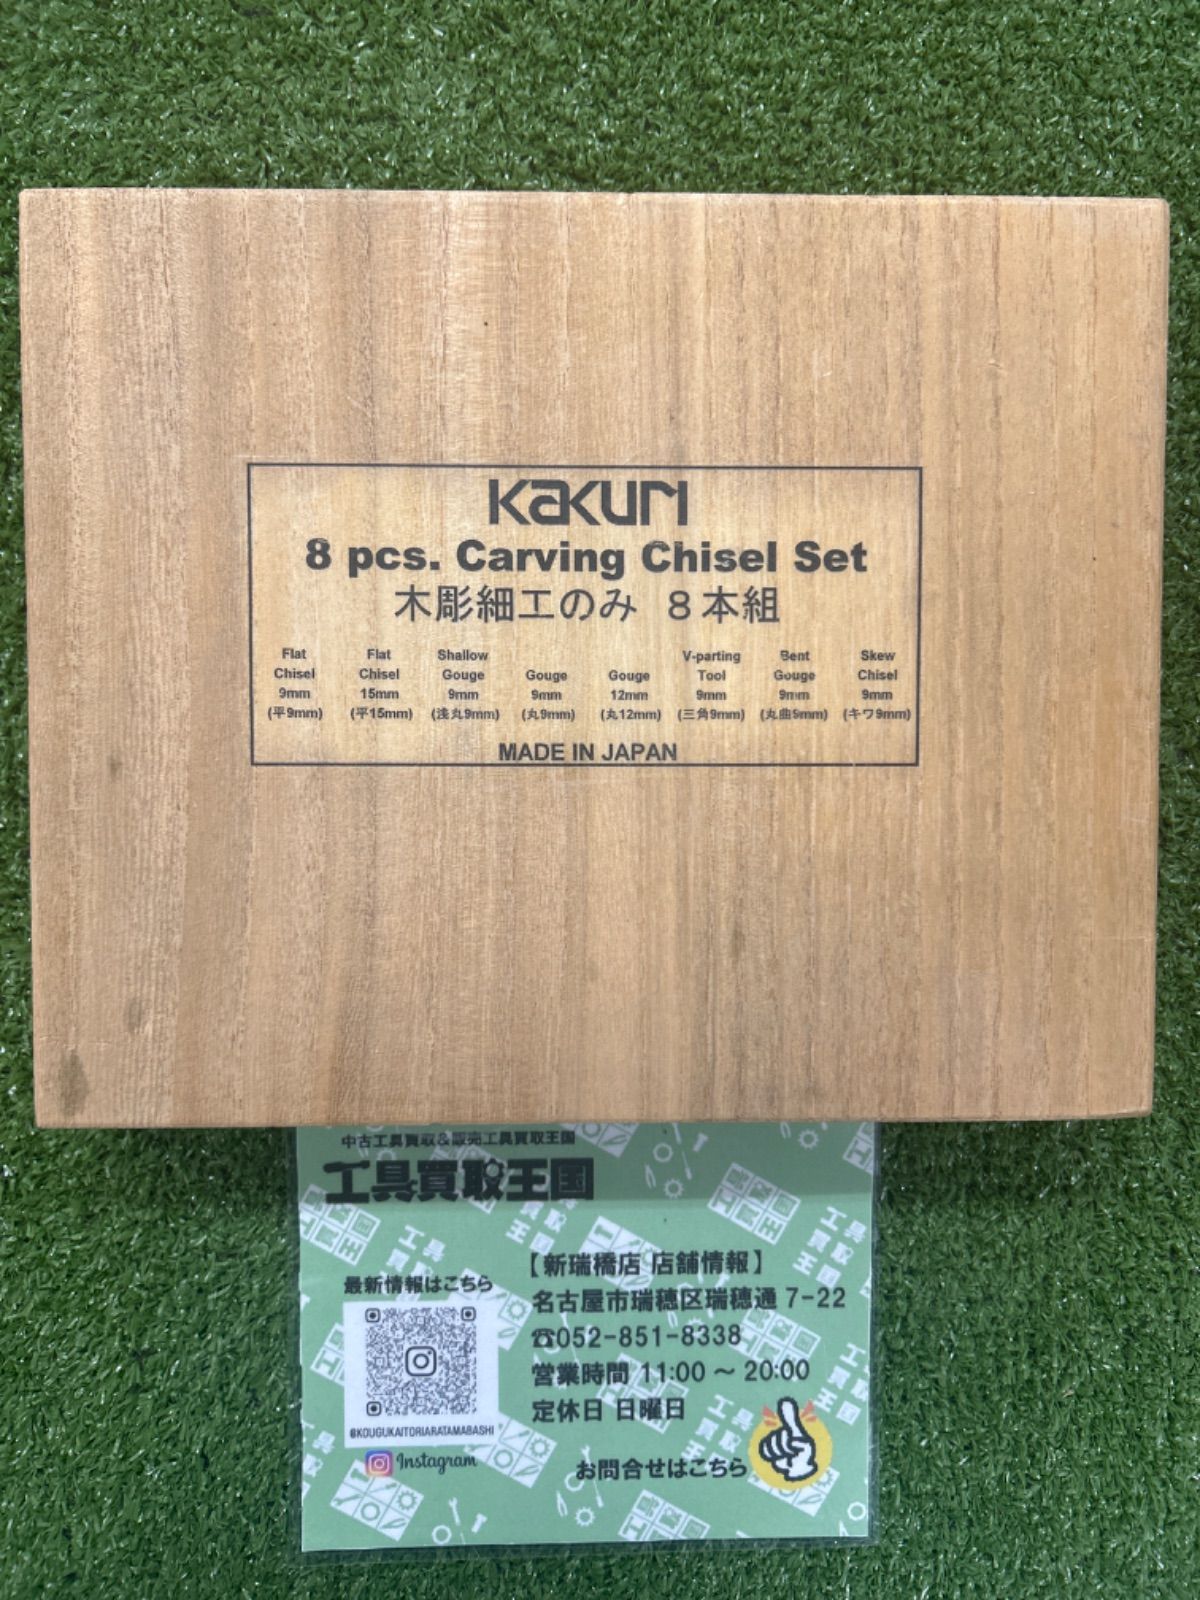 KAKURI
8 pcs. Carving Chisel Set
木彫細工のみ 8本組
Flat Chisel 9mm (平9mm)
Flat Chisel 15mm (平15mm)
Shallow Gouge 9mm (浅丸9mm)
Gouge 9mm (丸9mm)
Gouge 12mm (丸12mm)
V-parting Tool 9mm (三角9mm)
Bent Gouge 9mm (丸曲9mm)
Skew Chisel 9mm (キワ9mm)
MADE IN JAPAN
中古工具買取&販売工具買取王国
工具買取王国
最新情報はこちら
@KOUGUKAITORIARATAMABASHI
Instagram
【新瑞橋店 店舗情報】
名古屋市瑞穂区瑞穂通 7-22
☎052-851-8338
営業時間 11:00 ~ 20:00
定休日 日曜日
お問合せはこちら